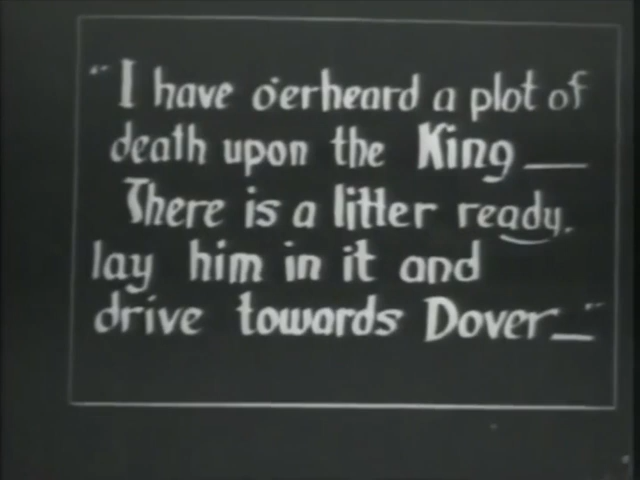 "I have o'erheard a plot of
death upon the King —
There is a litter ready,
lay him in it and
drive towards Dover —"